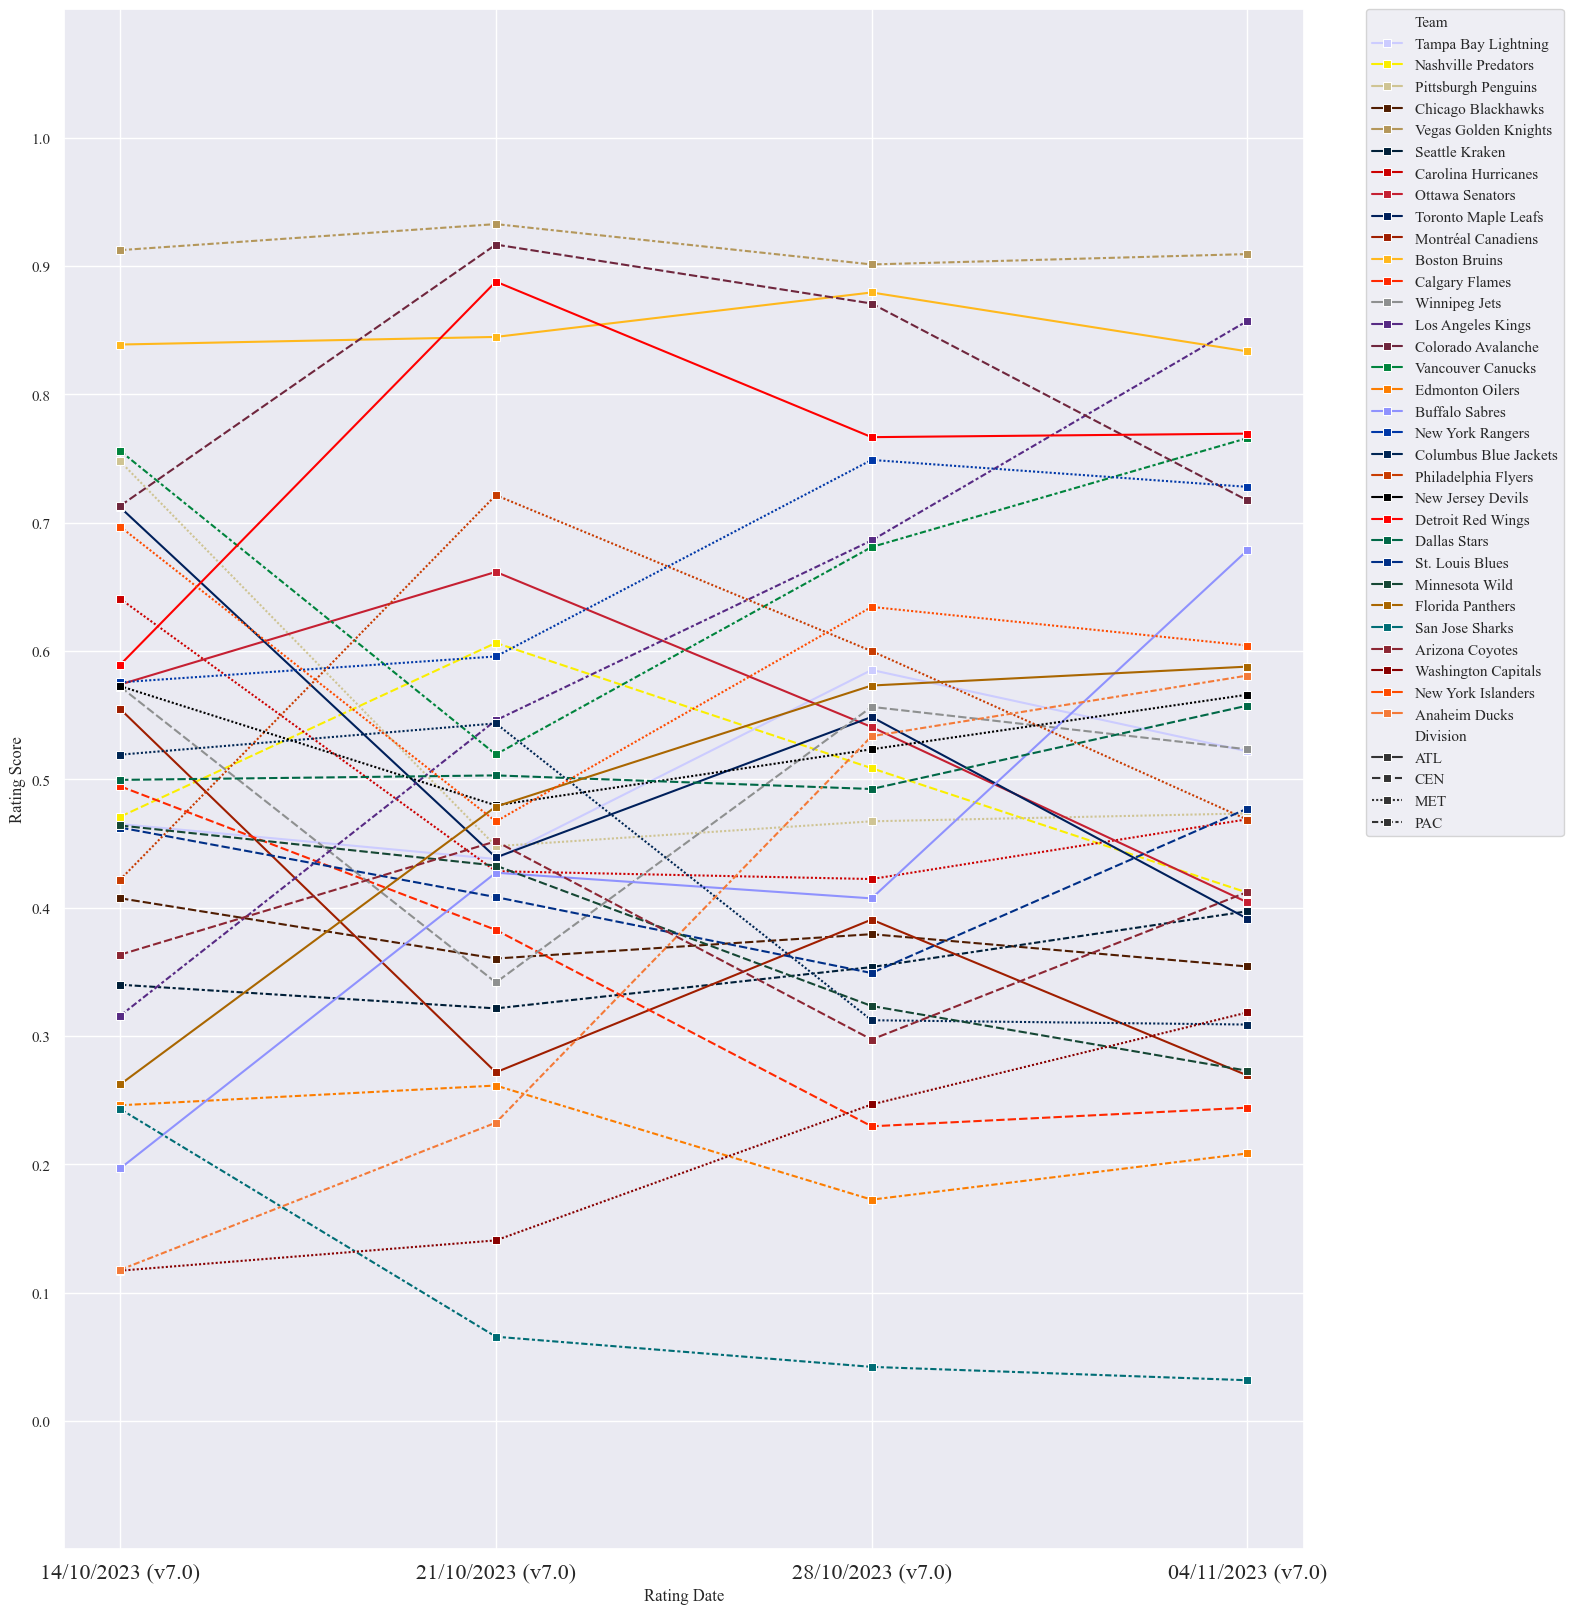 1.0
0.9
0.8
0.7
0.6
0.5
0.4
0.3
0.2
0.1
0.0
Rating Score
14/10/2023 (v7.0)
21/10/2023 (v7.0)
28/10/2023 (v7.0)
04/11/2023 (v7.0)
Rating Date
Team
Tampa Bay Lightning
Nashville Predators
Pittsburgh Penguins
Chicago Blackhawks
Vegas Golden Knights
Seattle Kraken
Carolina Hurricanes
Ottawa Senators
Toronto Maple Leafs
Montréal Canadiens
Boston Bruins
Calgary Flames
Winnipeg Jets
Los Angeles Kings
Colorado Avalanche
Vancouver Canucks
Edmonton Oilers
Buffalo Sabres
New York Rangers
Columbus Blue Jackets
Philadelphia Flyers
New Jersey Devils
Detroit Red Wings
Dallas Stars
St. Louis Blues
Minnesota Wild
Florida Panthers
San Jose Sharks
Arizona Coyotes
Washington Capitals
New York Islanders
Anaheim Ducks
Division
ATL
CEN
MET
PAC